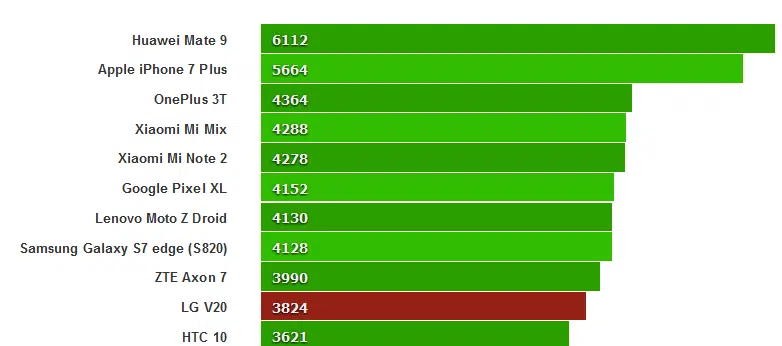 Huawei Mate 9 6112
Apple iPhone 7 Plus 5664
OnePlus 3T 4364
Xiaomi Mi Mix 4288
Xiaomi Mi Note 2 4278
Google Pixel XL 4152
Lenovo Moto Z Droid 4130
Samsung Galaxy S7 edge (S820) 4128
ZTE Axon 7 3990
LG V20 3824
HTC 10 3621